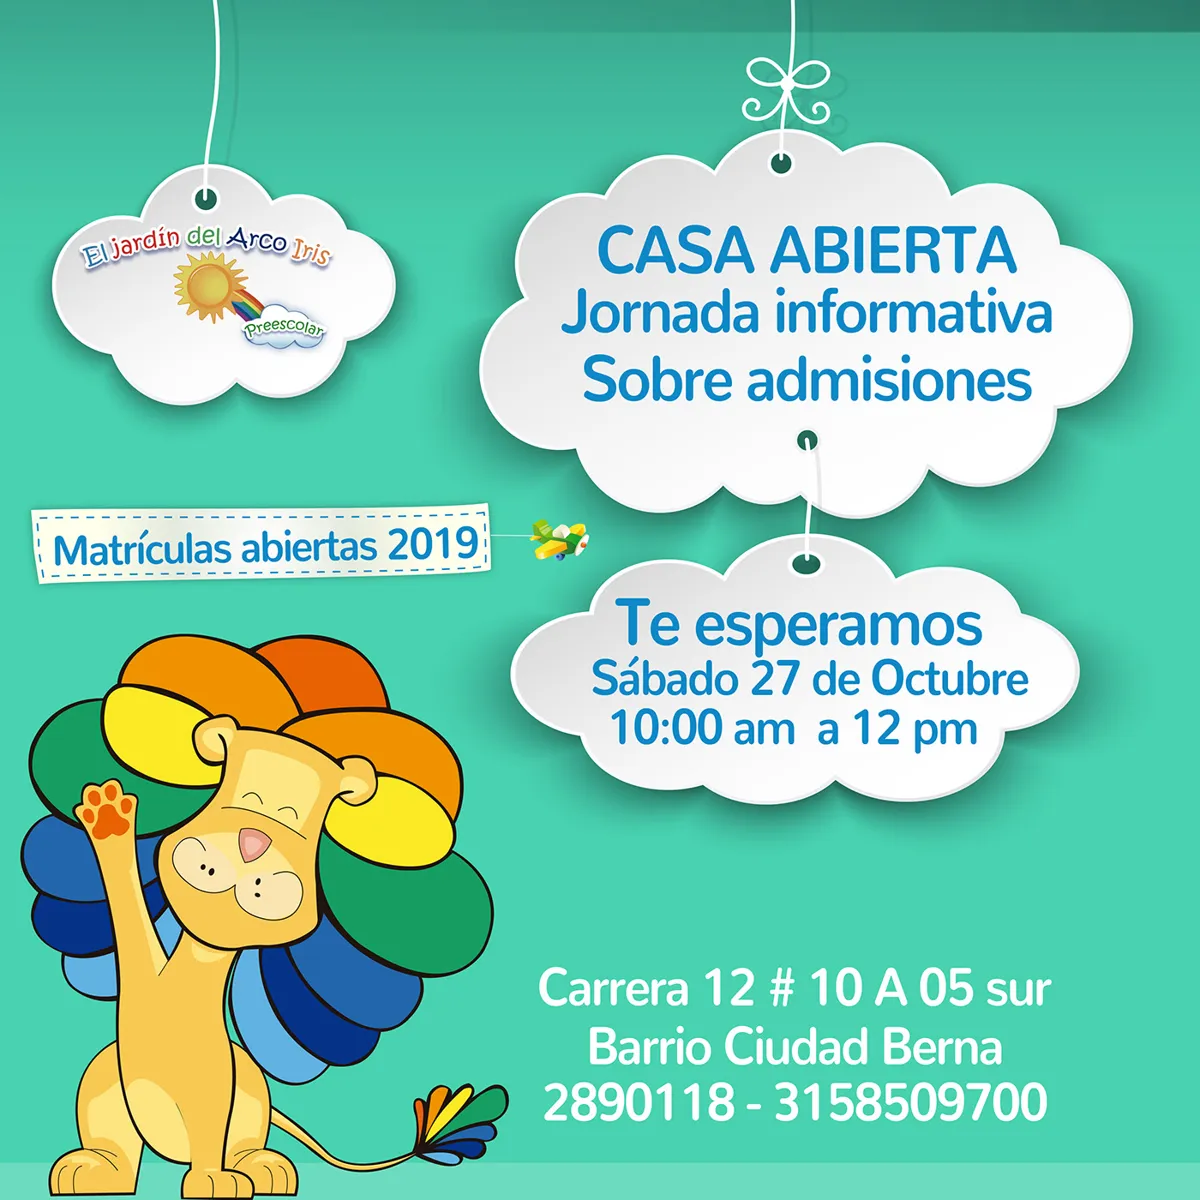 El jardín del Arco Iris
Preescolar
CASA ABIERTA
Jornada informativa
Sobre admisiones
Matrículas abiertas 2019
Te esperamos
Sábado 27 de Octubre
10:00 am a 12 pm
Carrera 12 # 10 A 05 sur
Barrio Ciudad Berna
2890118 - 3158509700